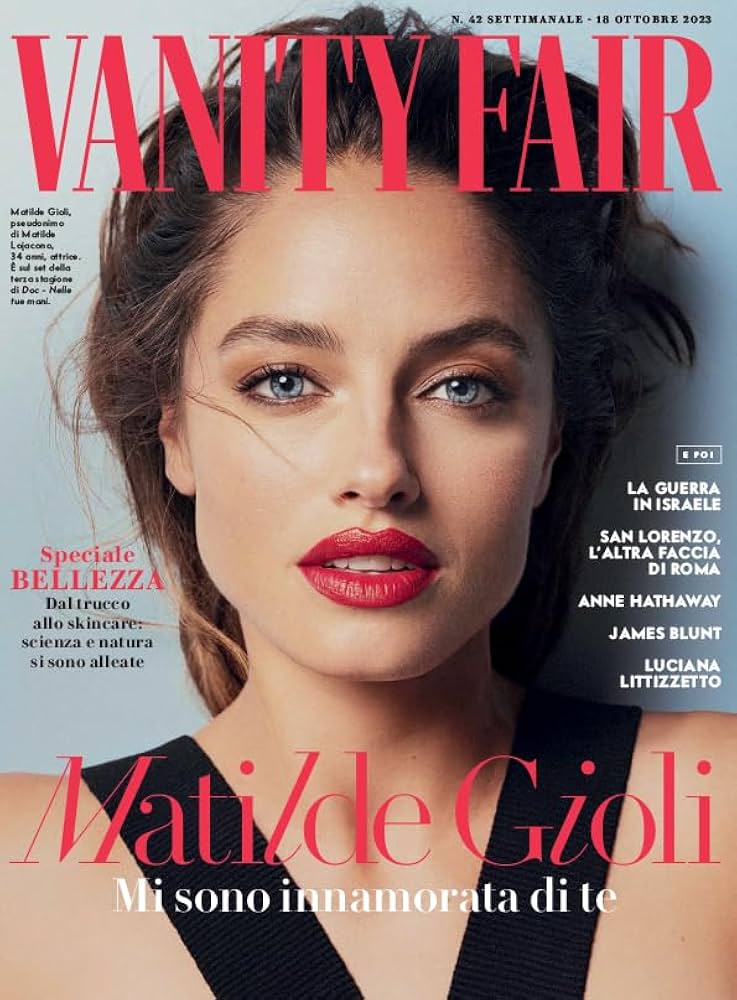 N. 42 SETTIMANALE - 18 OTTOBRE 2023
VANITY FAIR
Matilde Gioli,
pseudonimo
di Matilde
Lojacono,
34 anni, attrice.
È sul set della
terza stagione
di Doc - Nelle
tue mani.
E POI
LA GUERRA
IN ISRAELE
SAN LORENZO,
L'ALTRA FACCIA
DI ROMA
ANNE HATHAWAY
JAMES BLUNT
LUCIANA
LITTIZZETTO
Speciale
BELLEZZA
Dal trucco
allo skincare:
scienza e natura
si sono alleate
Matilde Gioli
Mi sono innamorata di te